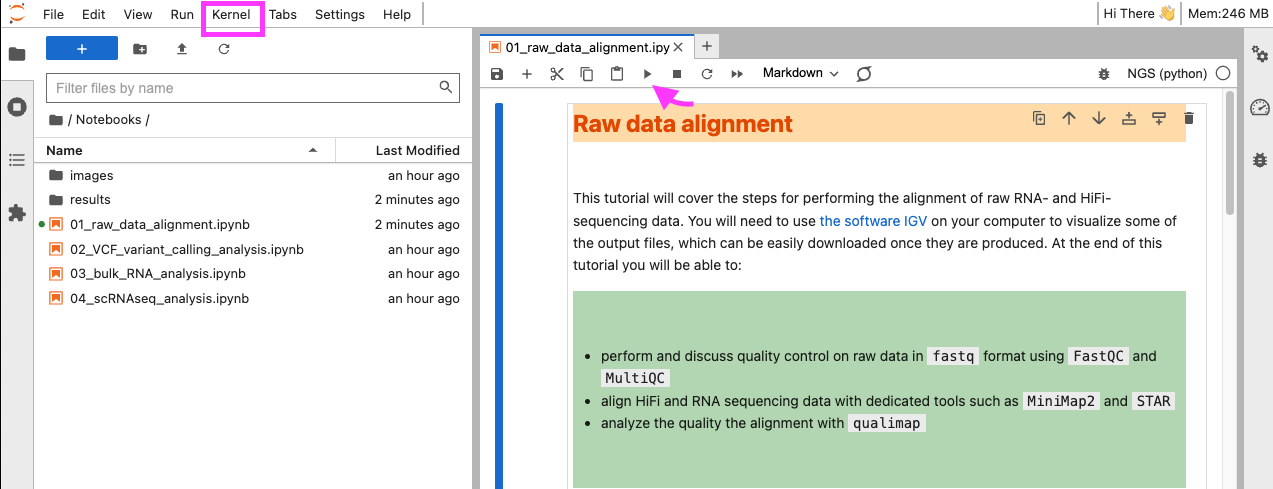 File Edit View Run Kernel Tabs Settings Help
Hi There 👋 Mem:246 MB
+
Filter files by name
/ Notebooks /
Name Last Modified
images an hour ago
results 2 minutes ago
01_raw_data_alignment.ipynb 2 minutes ago
02_VCF_variant_calling_analysis.ipynb an hour ago
03_bulk_RNA_analysis.ipynb an hour ago
04_scRNAseq_analysis.ipynb an hour ago
01_raw_data_alignment.ipy × +
Markdown NGS (python)
Raw data alignment
This tutorial will cover the steps for performing the alignment of raw RNA- and HiFi-
sequencing data. You will need to use the software IGV on your computer to visualize some of
the output files, which can be easily downloaded once they are produced. At the end of this
tutorial you will be able to:
• perform and discuss quality control on raw data in fastq format using FastQC and
MultiQC
• align HiFi and RNA sequencing data with dedicated tools such as MiniMap2 and STAR
• analyze the quality the alignment with qualimap